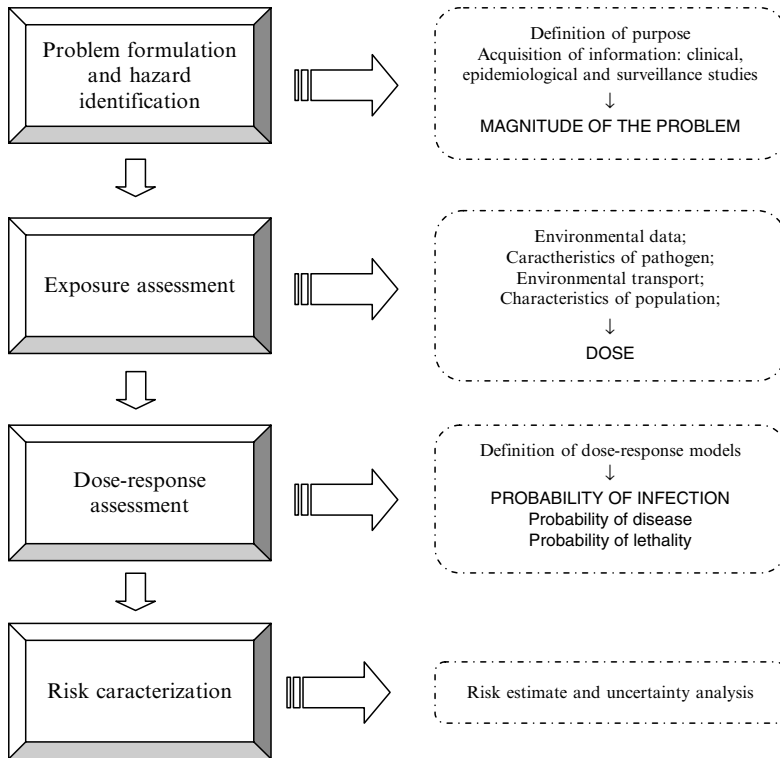 Problem formulation
and hazard
identification
Definition of purpose
Acquisition of information: clinical,
epidemiological and surveillance studies
↓
MAGNITUDE OF THE PROBLEM
Exposure assessment
Environmental data;
Caractheristics of pathogen;
Environmental transport;
Characteristics of population;
↓
DOSE
Dose-response
assessment
Definition of dose-response models
↓
PROBABILITY OF INFECTION
Probability of disease
Probability of lethality
Risk caracterization
Risk estimate and uncertainty analysis